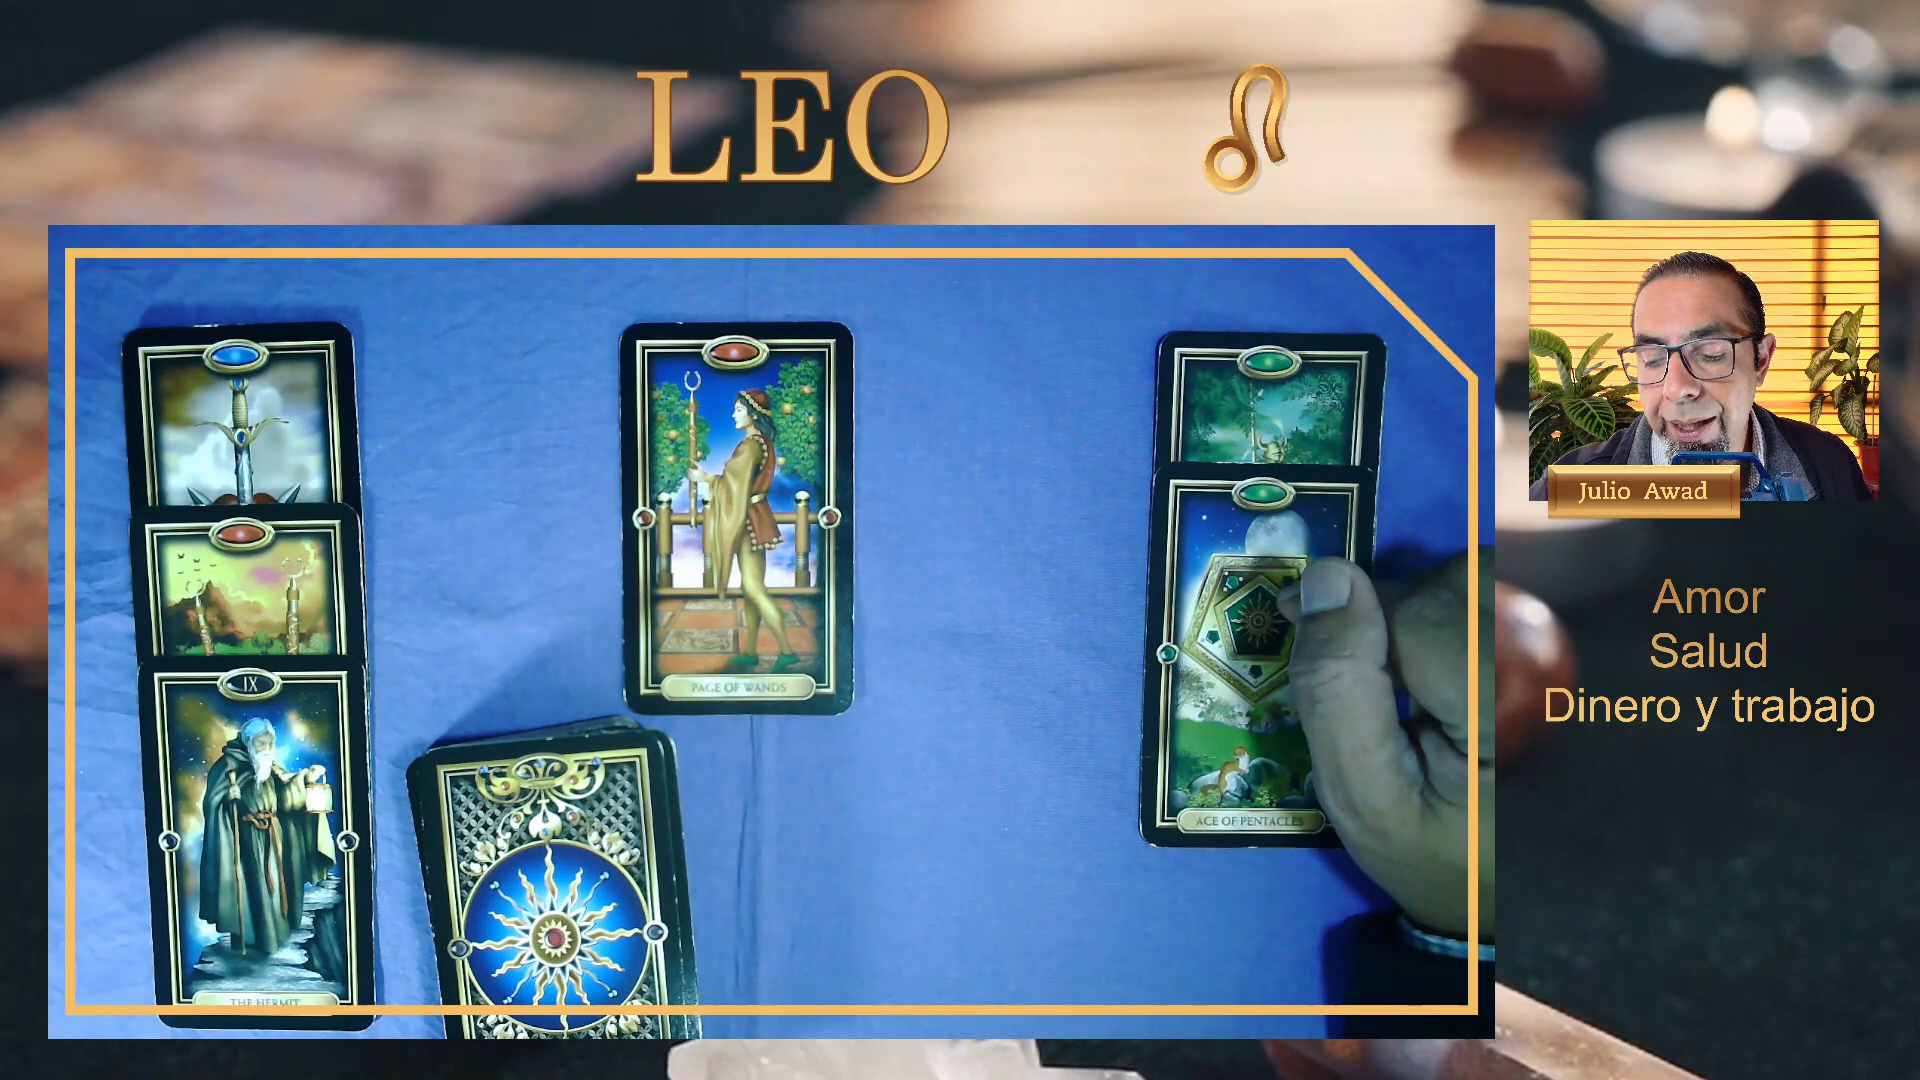 LEO
Julio Awad
IX
PAGE OF WANDS
Amor
Salud
Dinero y trabajo
ACE OF PENTACLES
THE HERMIT